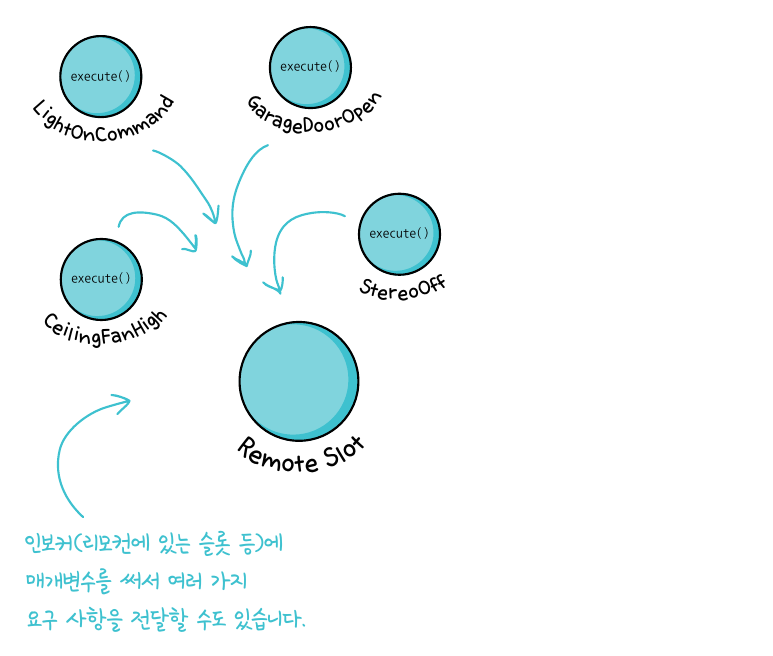 execute()
LightOnCommand
execute()
GarageDoorOpen
execute()
CeilingFanHigh
execute()
StereoOff
Remote Slot
인보커(리모컨에 있는 슬롯 등)에
매개변수를 써서 여러 가지
요구 사항을 전달할 수도 있습니다.